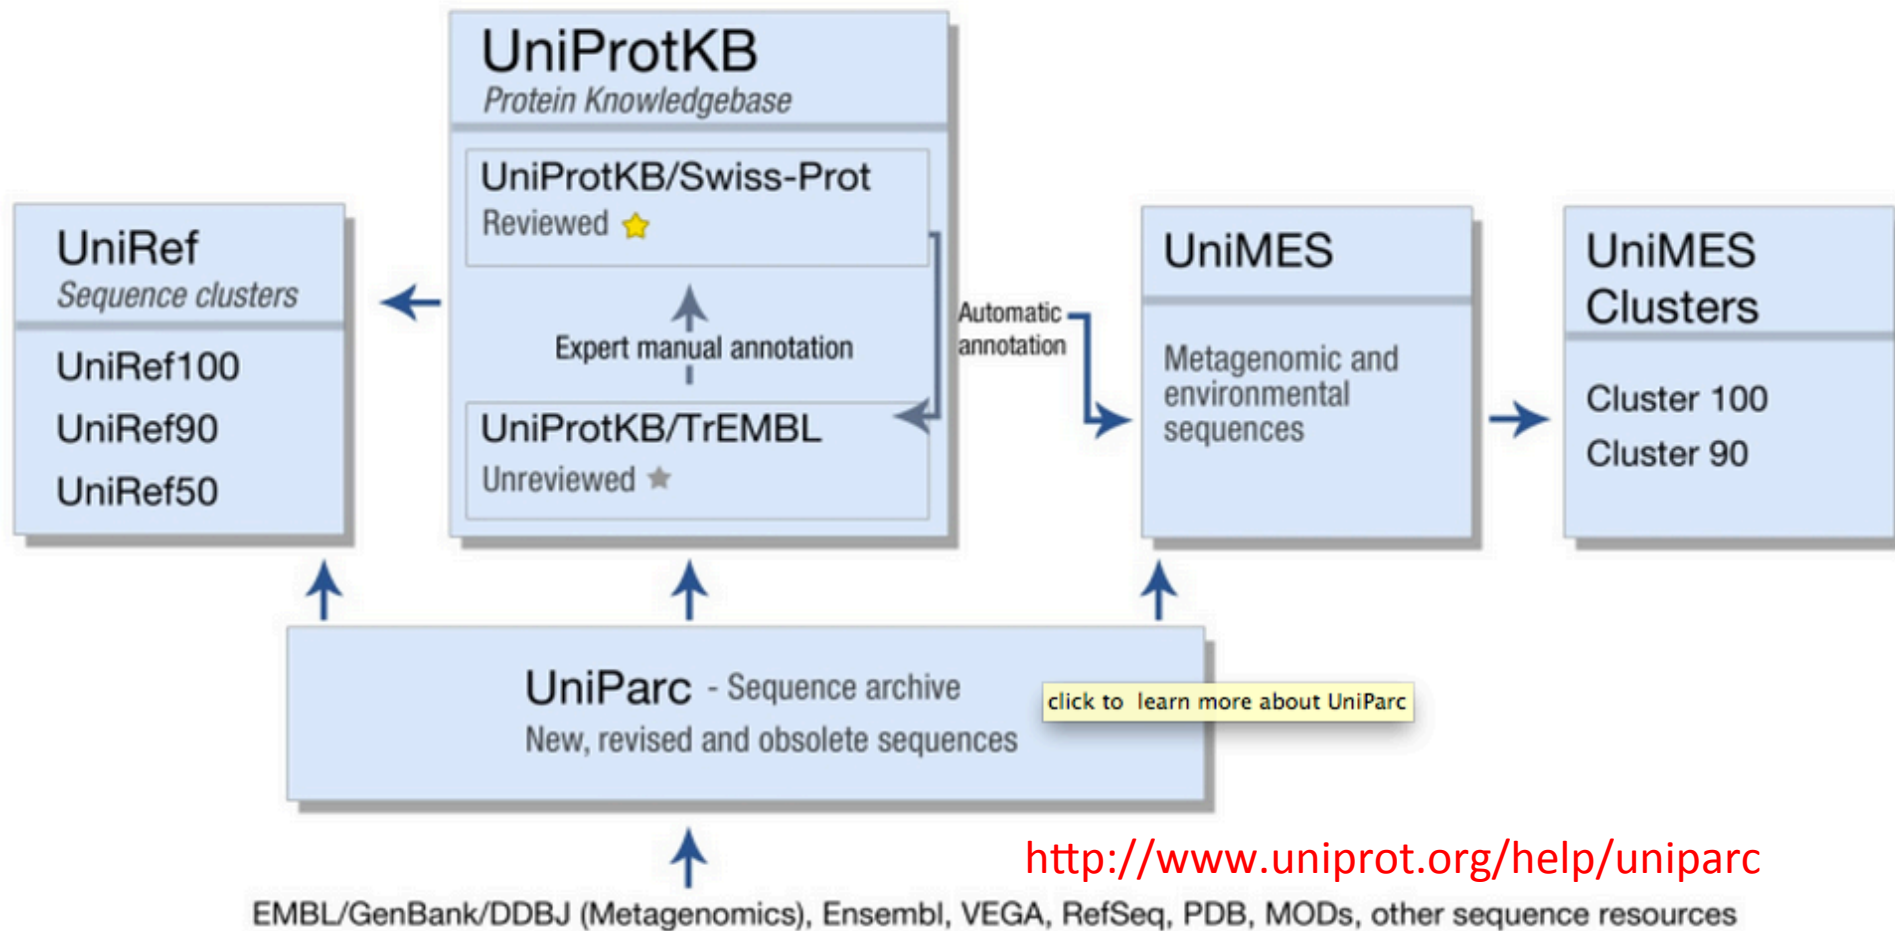 UniProtKB
Protein Knowledgebase
UniProtKB/Swiss-Prot
Reviewed
Expert manual annotation
UniProtKB/TrEMBL
Unreviewed
UniRef
Sequence clusters
UniRef100
UniRef90
UniRef50
Automatic
annotation
UniMES
Metagenomic and
environmental
sequences
UniMES
Clusters
Cluster 100
Cluster 90
UniParc - Sequence archive
New, revised and obsolete sequences
click to learn more about UniParc
http://www.uniprot.org/help/uniparc
EMBL/GenBank/DDBJ (Metagenomics), Ensembl, VEGA, RefSeq, PDB, MODs, other sequence resources